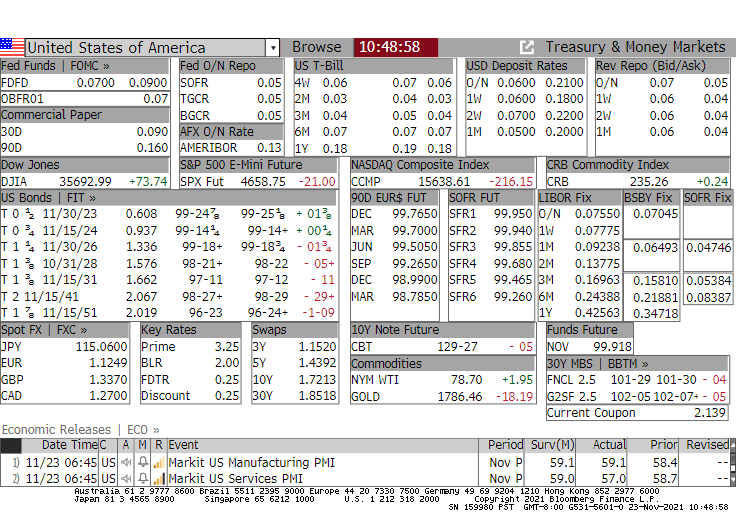 United States of America Browse 10:48:58 Treasury & Money Markets
Fed Funds | FOMC »
FDFD 0.0700 0.0900
OBFR01 0.07
Commercial Paper
30D 0.090
90D 0.160
Fed O/N Repo
SOFR 0.05
TGCR 0.05
BGCR 0.05
AFX O/N Rate
AMERIBOR 0.13
US T-Bill
4W 0.06 0.07 0.06
2M 0.03 0.04 0.03
3M 0.04 0.05 0.04
6M 0.07 0.07 0.07
1Y 0.18 0.19 0.18
USD Deposit Rates
O/N 0.0600 0.2100
1W 0.0600 0.1800
2W 0.0700 0.2200
1M 0.0500 0.2000
Rev Repo (Bid/Ask)
O/N 0.07 0.05
1W 0.06 0.04
2W 0.06 0.04
1M 0.06 0.04
Dow Jones
DJIA 35692.99 +73.74
S&P 500 E-Mini Future
SPX Fut 4658.75 -21.00
NASDAQ Composite Index
CCMP 15638.61 -216.15
CRB Commodity Index
CRB 235.26 +0.24
US Bonds | FIT »
T 0 ½ 11/30/23 0.608 99-24⅞ 99-25⅛ + 01⅜
T 0 ¾ 11/15/24 0.937 99-14¼ 99-14+ + 00¼
T 1 ¼ 11/30/26 1.336 99-18+ 99-18¾ - 01¾
T 1 ⅜ 10/31/28 1.576 98-21+ 98-22 - 05+
T 1 ⅜ 11/15/31 1.662 97-11 97-12 - 11
T 2 11/15/41 2.067 98-27+ 98-29 - 29+
T 1 ⅞ 11/15/51 2.019 96-23 96-24+ -1-09
90D EUR$ FUT
DEC 99.7650
MAR 99.7000
JUN 99.5050
SEP 99.2650
DEC 98.9900
MAR 98.7850
SOFR FUT
SFR1 99.950
SFR2 99.940
SFR3 99.855
SFR4 99.680
SFR5 99.465
SFR6 99.260
LIBOR Fix BSBY Fix SOFR Fix
O/N 0.07550 0.07045
1W 0.07775
1M 0.09238 0.06493 0.04746
2M 0.13775
3M 0.16963 0.15810 0.05384
6M 0.24388 0.21881 0.08387
1Y 0.42563 0.34718
Spot FX | FXC »
JPY 115.0600
EUR 1.1249
GBP 1.3370
CAD 1.2700
Key Rates
Prime 3.25
BLR 2.00
FDTR 0.25
Discount 0.25
Swaps
3Y 1.1520
5Y 1.4392
10Y 1.7213
30Y 1.8518
10Y Note Future
CBT 129-27 - 05
Commodities
NYM WTI 78.70 +1.95
GOLD 1786.46 -18.19
Funds Future
NOV 99.918
30Y MBS | BBTM »
FNCL 2.5 101-29 101-30 - 04
G2SF 2.5 102-05 102-07+ - 05
Current Coupon 2.139
Economic Releases | ECO »
Date Time C A M R Event Period Surv(M) Actual Prior Revised
1) 11/23 06:45 US Markit US Manufacturing PMI Nov P 59.1 59.1 58.4 --
2) 11/23 06:45 US Markit US Services PMI Nov P 59.0 57.0 58.7 --
Australia 61 2 9777 8600 Brazil 5511 2395 9000 Europe 44 20 7330 7500 Germany 49 69 9204 1210 Hong Kong 852 2977 6000
Japan 81 3 4565 8900 Singapore 65 6212 1000 U.S. 1 212 318 2000 Copyright 2021 Bloomberg Finance L.P.
SN 159980 PST GMT-8:00 G531-5601-0 23-Nov-2021 10:48:58